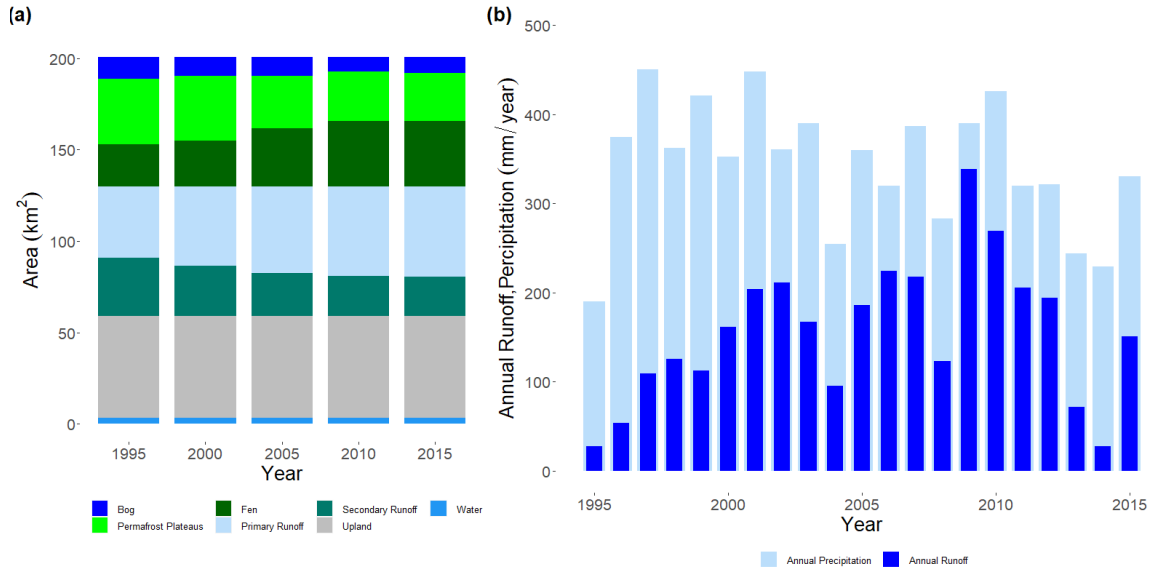 (a)
Area (km²)
200
150
100
50
0
1995 2000 2005 2010 2015
Year
Bog Fen Secondary Runoff Water
Permafrost Plateaus Primary Runoff Upland
(b)
Annual Runoff,Percipitation (mm/year)
500
400
300
200
100
0
1995 2000 2005 2010 2015
Year
Annual Precipitation Annual Runoff